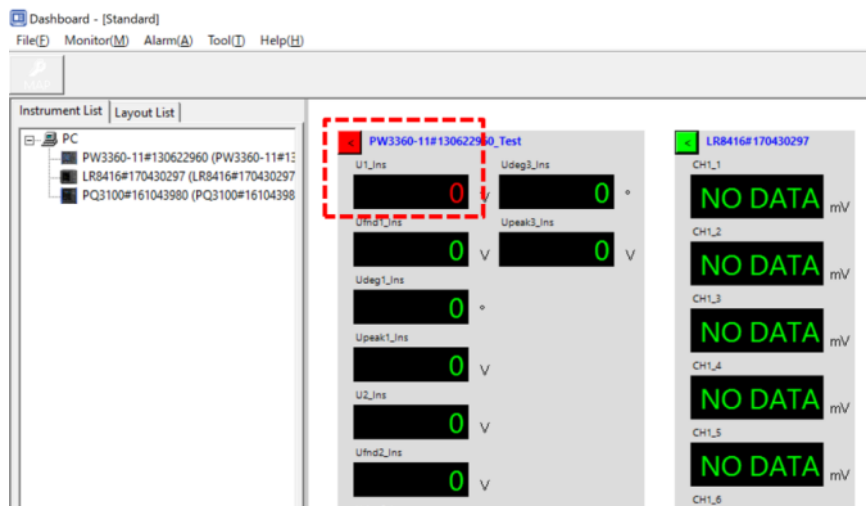 Dashboard - [Standard]
File(F) Monitor(M) Alarm(A) Tool(T) Help(H)
MAP
Instrument List Layout List
PC
PW3360-11#130622960 (PW3360-11#13
LR8416#170430297 (LR8416#170430297
PQ3100#161043980 (PQ3100#16104398
< PW3360-11#130622960_Test
U1_Ins Udeg3_Ins
0 V 0 °
Ufnd1_Ins Upeak3_Ins
0 V 0 V
Udeg1_Ins
0 °
Upeak1_Ins
0 V
U2_Ins
0 V
Ufnd2_Ins
0 V
< LR8416#170430297
CH1_1
NO DATA mV
CH1_2
NO DATA mV
CH1_3
NO DATA mV
CH1_4
NO DATA mV
CH1_5
NO DATA mV
CH1_6